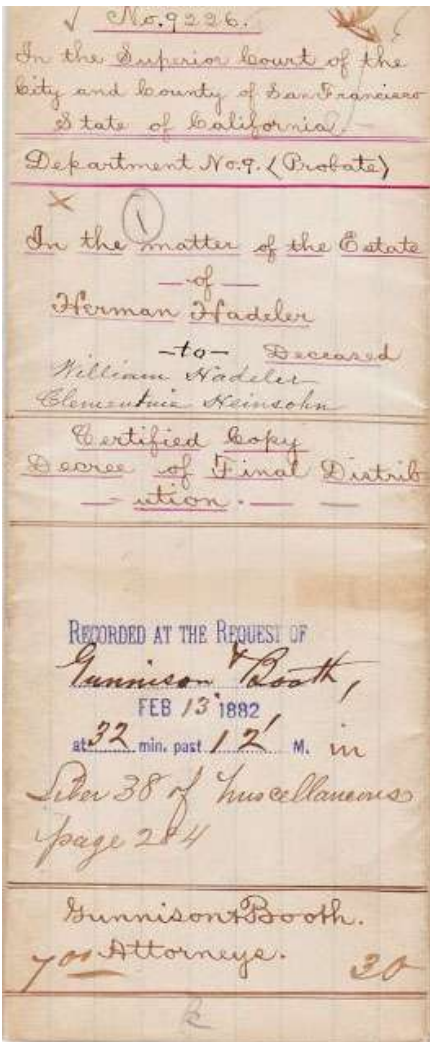 No. 9226.
In the Superior Court of the
City and County of San Francisco
State of California
Department No. 9. (Probate)
1
In the matter of the Estate
— of —
Herman Hadeler
— to — Deceased
William Hadeler
Clementnie Heinsohn
Certified Copy
Decree of Final Distrib
— ution. — —
RECORDED AT THE REQUEST OF
Gunnison & Booth,
FEB 13 1882
at 32 min. past 12 M. in
Liber 38 of Miscellaneous
page 284
Gunnison & Booth.
7 00 Attorneys. 30